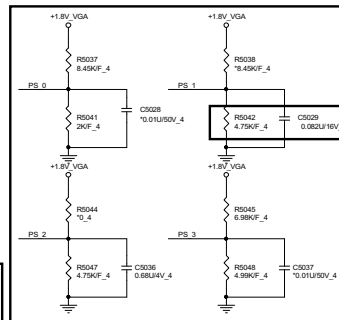 +1.8V_VGA
R5037
8.45K/F_4
PS_0
R5041
2K/F_4
C5028
*0.01U/50V_4
+1.8V_VGA
R5038
*8.45K/F_4
PS_1
R5042
4.75K/F_4
C5029
0.082U/16V_
+1.8V_VGA
R5044
*0_4
PS_2
R5047
4.75K/F_4
C5036
0.68U/4V_4
+1.8V_VGA
R5045
6.98K/F_4
PS_3
R5048
4.99K/F_4
C5037
*0.01U/50V_4